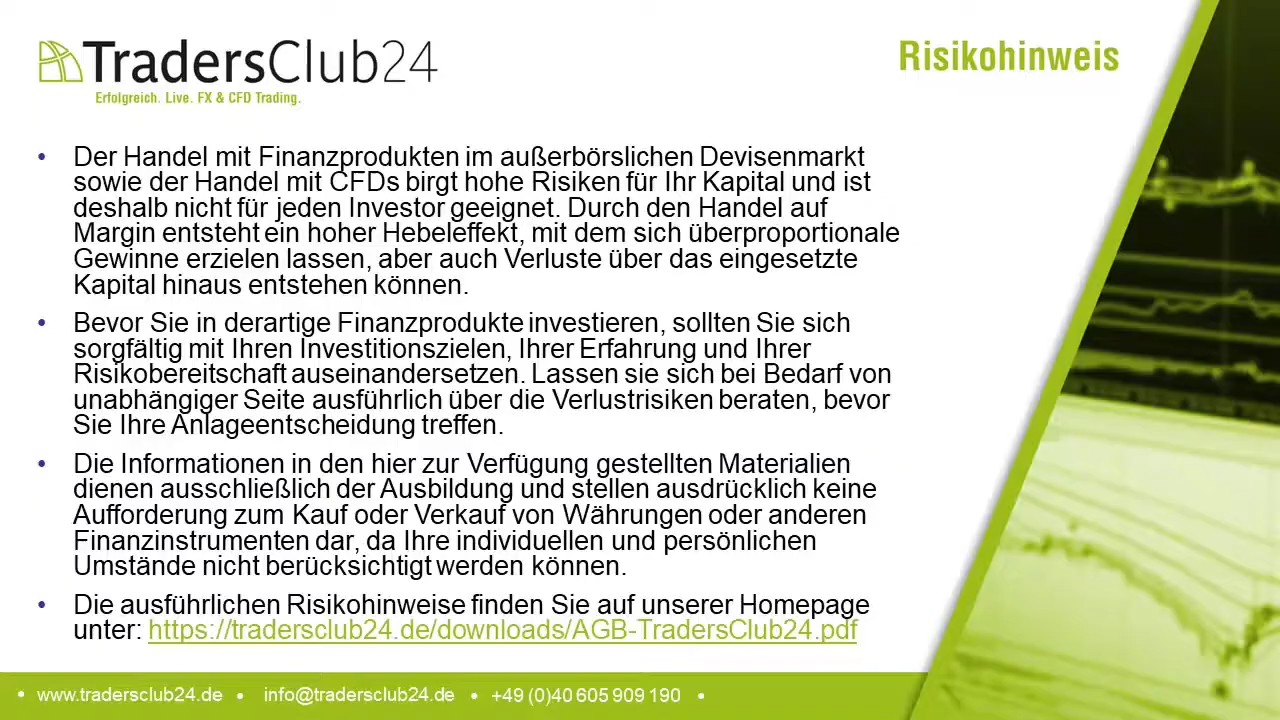 TradersClub24
Erfolgreich. Live. FX & CFD Trading.
Risikohinweis
• Der Handel mit Finanzprodukten im außerbörslichen Devisenmarkt
sowie der Handel mit CFDs birgt hohe Risiken für Ihr Kapital und ist
deshalb nicht für jeden Investor geeignet. Durch den Handel auf
Margin entsteht ein hoher Hebeleffekt, mit dem sich überproportionale
Gewinne erzielen lassen, aber auch Verluste über das eingesetzte
Kapital hinaus entstehen können.
• Bevor Sie in derartige Finanzprodukte investieren, sollten Sie sich
sorgfältig mit Ihren Investitionszielen, Ihrer Erfahrung und Ihrer
Risikobereitschaft auseinandersetzen. Lassen sie sich bei Bedarf von
unabhängiger Seite ausführlich über die Verlustrisiken beraten, bevor
Sie Ihre Anlageentscheidung treffen.
• Die Informationen in den hier zur Verfügung gestellten Materialien
dienen ausschließlich der Ausbildung und stellen ausdrücklich keine
Aufforderung zum Kauf oder Verkauf von Währungen oder anderen
Finanzinstrumenten dar, da Ihre individuellen und persönlichen
Umstände nicht berücksichtigt werden können.
• Die ausführlichen Risikohinweise finden Sie auf unserer Homepage
unter: https://tradersclub24.de/downloads/AGB-TradersClub24.pdf
• www.tradersclub24.de • info@tradersclub24.de • +49 (0)40 605 909 190 •